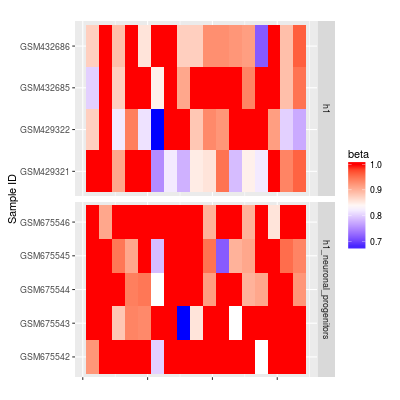 GSM432686
GSM432685
GSM429322
GSM429321
h1
GSM675546
GSM675545
GSM675544
GSM675543
GSM675542
h1_neuronal_progenitors
Sample ID
beta
1.0
0.9
0.8
0.7